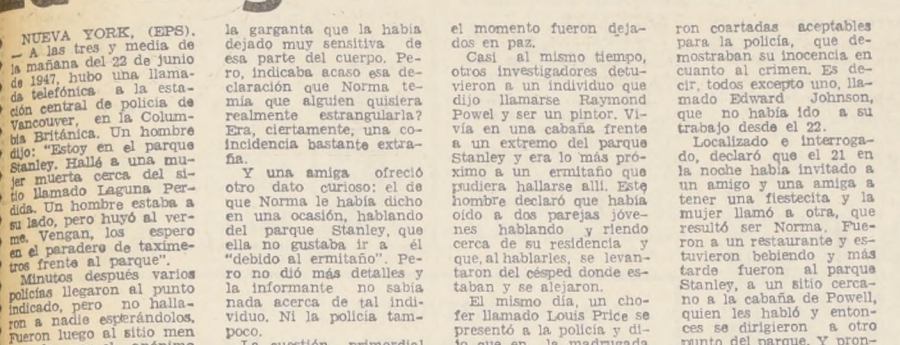 NUEVA YORK, (EPS).
— A las tres y media de
la mañana del 22 de junio
de 1947, hubo una llama-
da telefónica a la esta-
ción central de policía de
Vancouver, en la Colum-
bia Británica. Un hombre
dijo: "Estoy en el parque
Stanley. Hallé a una mu-
jer muerta cerca del si-
tio llamado Laguna Per-
dida. Un hombre estaba a
su lado, pero huyó al ver-
me. Vengan, los espero
en el paradero de taxíme-
tros frente al parque".
Minutos después varios
policías llegaron al punto
indicado, pero no halla-
ron a nadie esperándolos.
Fueron luego al sitio men
la garganta que la había
dejado muy sensitiva de
esa parte del cuerpo. Pe-
ro, indicaba acaso esa de-
claración que Norma te-
mía que alguien quisiera
realmente estrangularla?
Era, ciertamente, una co-
incidencia bastante extra-
ña.
Y una amiga ofreció
otro dato curioso: el de
que Norma le había dicho
en una ocasión, hablando
del parque Stanley, que
ella no gustaba ir a él
"debido al ermitaño". Pe-
ro no dió más detalles y
la informante no sabía
nada acerca de tal indi-
viduo. Ni la policía tam-
poco.
La cuestión primordial
el momento fueron deja-
dos en paz.
Casi al mismo tiempo,
otros investigadores detu-
vieron a un individuo que
dijo llamarse Raymond
Powel y ser un pintor. Vi-
vía en una cabaña frente
a un extremo del parque
Stanley y era lo más pró-
ximo a un ermitaño que
pudiera hallarse allí. Este
hombre declaró que había
oído a dos parejas jóve-
nes hablando y riendo
cerca de su residencia y
que, al hablarles, se levan-
taron del césped donde es-
taban y se alejaron.
El mismo día, un cho-
fer llamado Louis Price se
presentó a la policía y di-
jo que en la madrugada
ron coartadas aceptables
para la policía, que de-
mostraban su inocencia en
cuanto al crimen. Es de-
cir, todos excepto uno, lla-
mado Edward Johnson,
que no había ido a su
trabajo desde el 22.
Localizado e interroga-
do, declaró que el 21 en
la noche había invitado a
un amigo y una amiga a
tener una fiestecita y la
mujer llamó a otra, que
resultó ser Norma. Fue-
ron a un restaurante y es-
tuvieron bebiendo y más
tarde fueron al parque
Stanley, a un sitio cerca-
no a la cabaña de Powell,
quien les habló y enton-
ces se dirigieron a otro
punto del parque. Y pron-